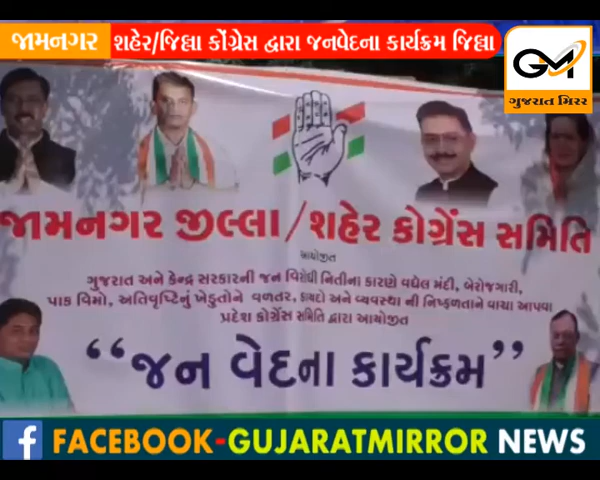 જામનગર શહેર/જિલ્લા કોંગ્રેસ દ્વારા જનવેદના કાર્યક્રમ જિલ્લા
GM
ગુજરાત મિરર
જામનગર જીલ્લા/શહેર કોગ્રેંસ સમિતિ
આયોજીત
ગુજરાત અને કેન્દ્ર સરકારની જન વિરોધી નિતીના કારણે વધેલ મંદી, બેરોજગારી,
પાક વિમો, અતિવૃષ્ટિનું ખેડુતોને વળતર, કાયદો અને વ્યવસ્થા ની નિષ્ફળતાને વાચા આપવા
પ્રદેશ કોગ્રેંસ સમિતિ દ્વારા આયોજીત
“જન વેદના કાર્યક્રમ”
f FACEBOOK-GUJARATMIRROR NEWS